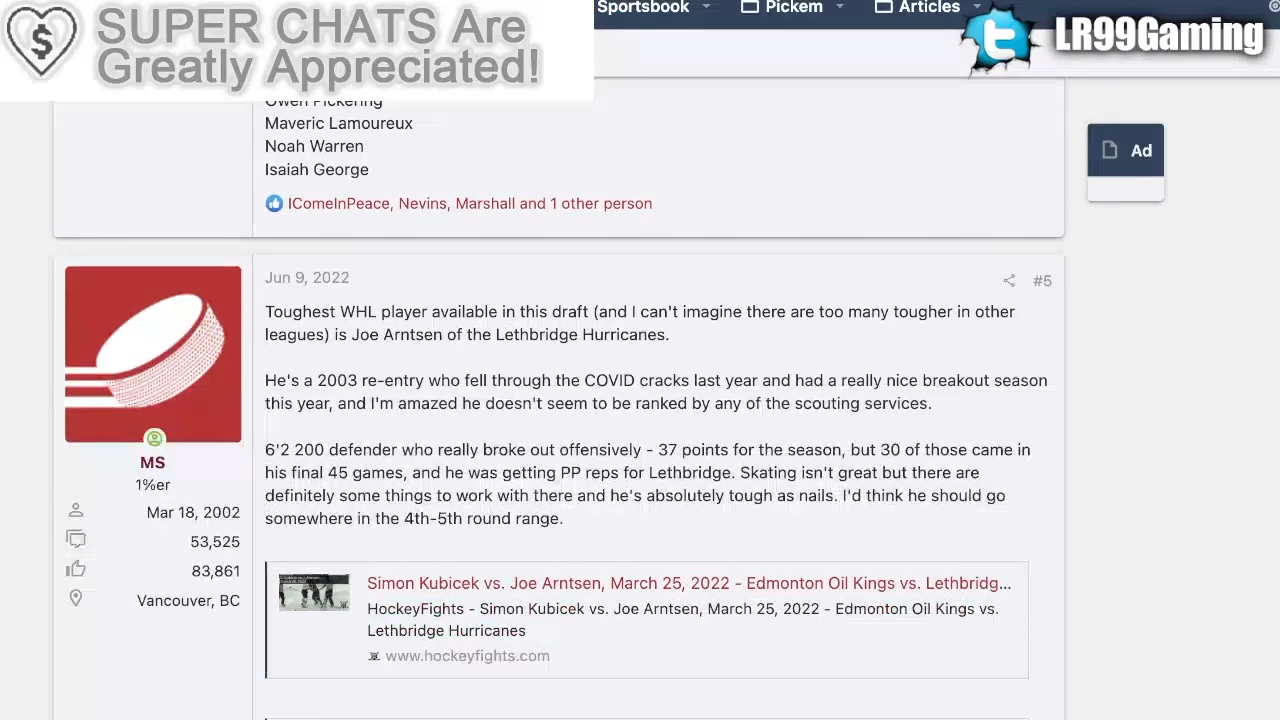 SUPER CHATS Are
Greatly Appreciated!
Sportsbook
Pickem
Articles
LR99Gaming
Owen Pickering
Maveric Lamoureux
Noah Warren
Isaiah George
IComeInPeace, Nevins, Marshall and 1 other person
Ad
Jun 9, 2022
#5
Toughest WHL player available in this draft (and I can't imagine there are too many tougher in other
leagues) is Joe Arntsen of the Lethbridge Hurricanes.
He's a 2003 re-entry who fell through the COVID cracks last year and had a really nice breakout season
this year, and I'm amazed he doesn't seem to be ranked by any of the scouting services.
6'2 200 defender who really broke out offensively - 37 points for the season, but 30 of those came in
his final 45 games, and he was getting PP reps for Lethbridge. Skating isn't great but there are
definitely some things to work with there and he's absolutely tough as nails. I'd think he should go
somewhere in the 4th-5th round range.
MS
1%er
Mar 18, 2002
53,525
83,861
Vancouver, BC
Simon Kubicek vs. Joe Arntsen, March 25, 2022 - Edmonton Oil Kings vs. Lethbridg...
HockeyFights - Simon Kubicek vs. Joe Arntsen, March 25, 2022 - Edmonton Oil Kings vs.
Lethbridge Hurricanes
www.hockeyfights.com